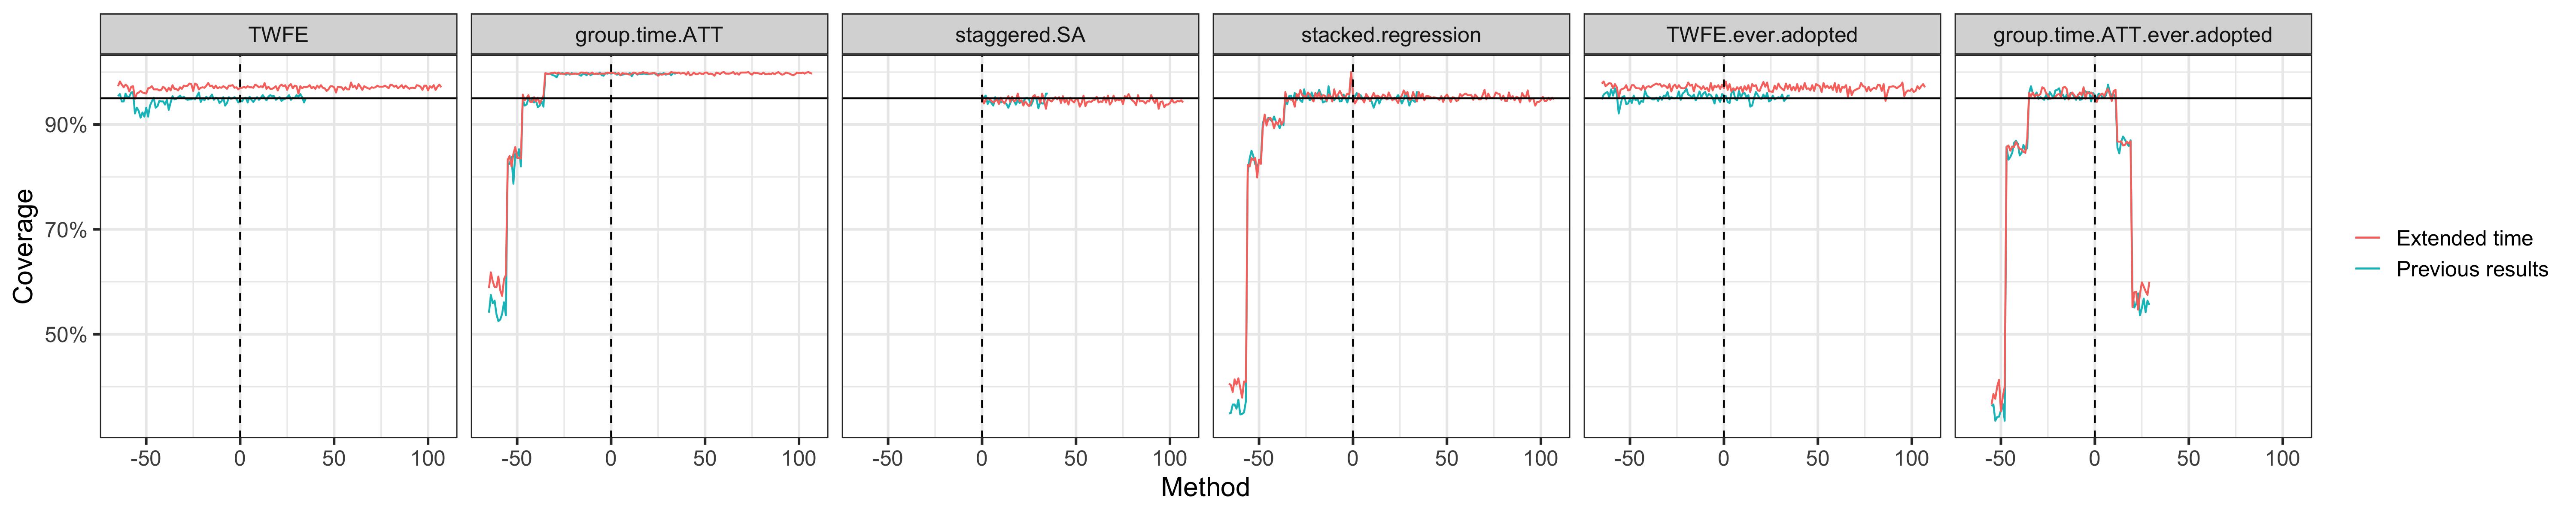 TWFE
group.time.ATT
staggered.SA
stacked.regression
TWFE.ever.adopted
group.time.ATT.ever.adopted
Coverage
90%
70%
50%
-50 0 50 100
-50 0 50 100
-50 0 50 100
-50 0 50 100
-50 0 50 100
-50 0 50 100
Method
Extended time
Previous results